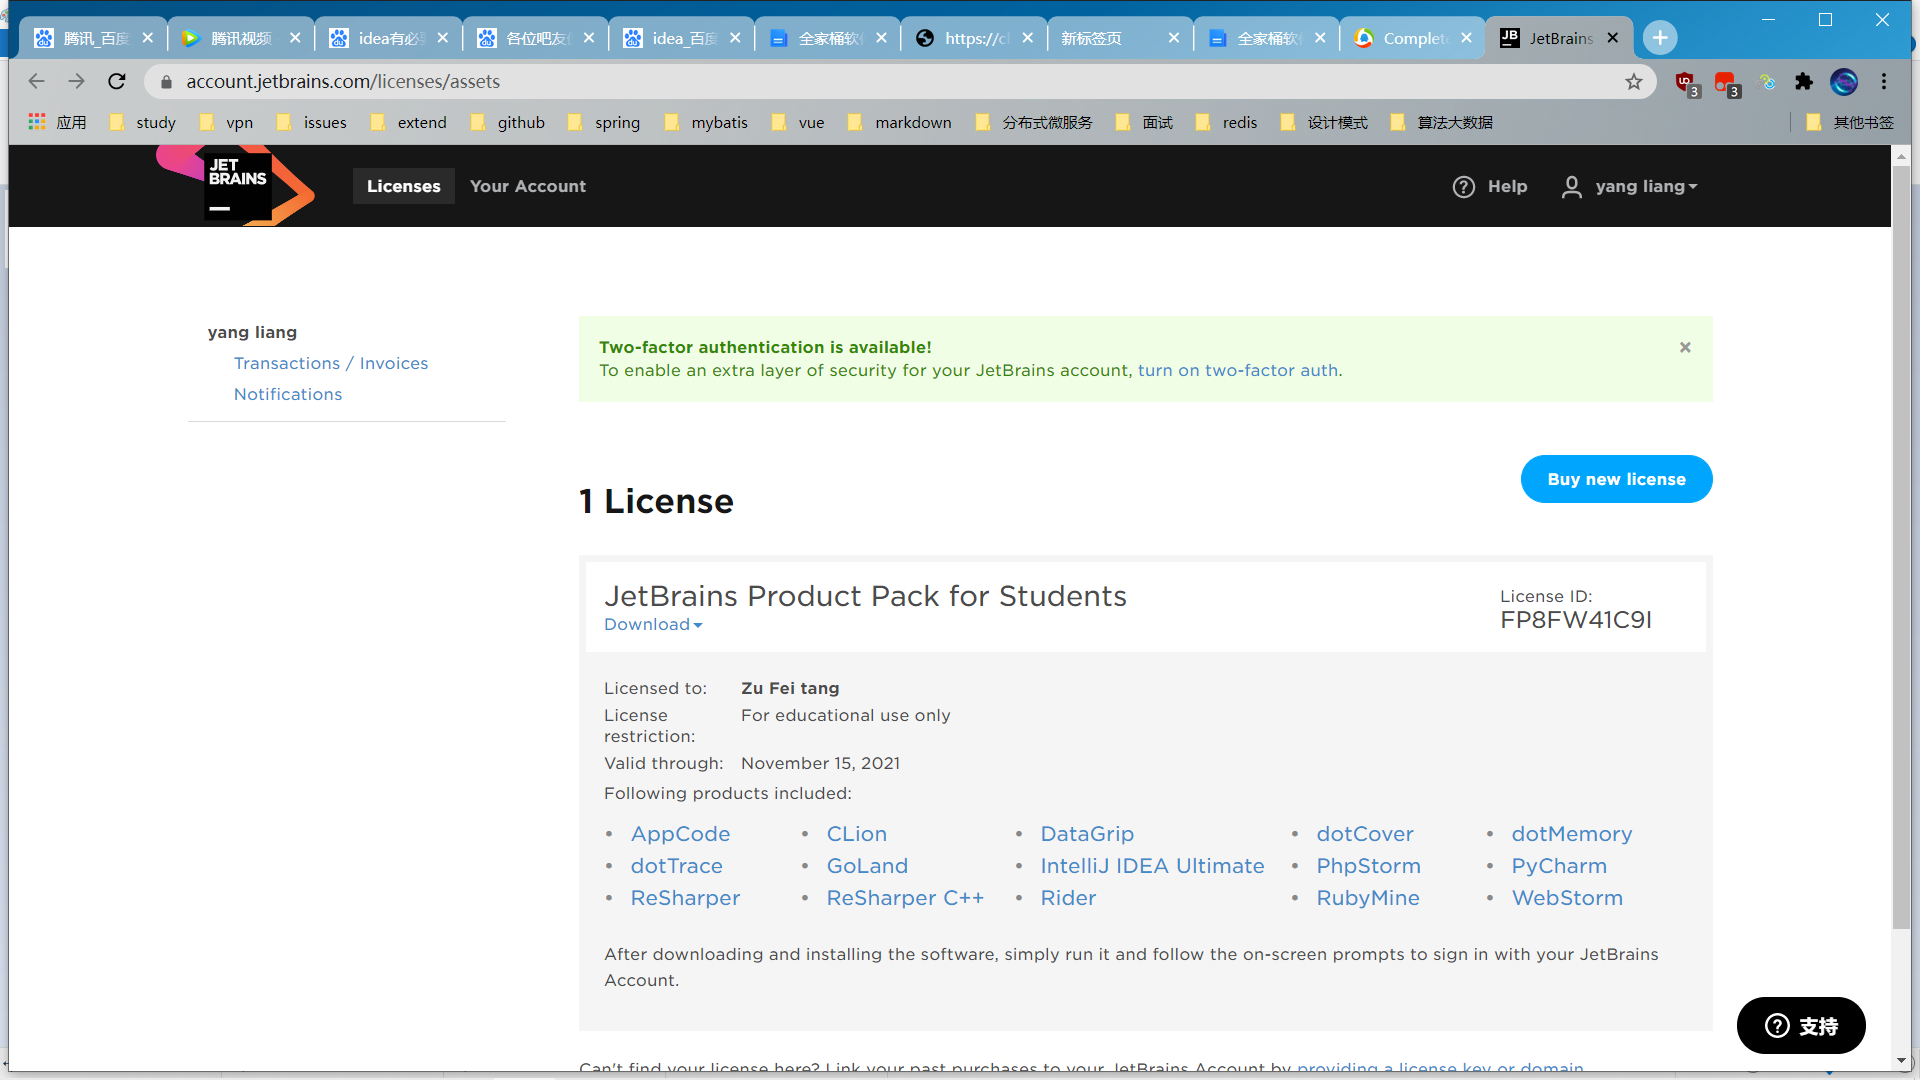 腾讯_百度
腾讯视频
idea有必
各位吧友
idea_百度
全家桶软
https://cl
新标签页
全家桶软
Complete
JB
JetBrains
account.jetbrains.com/licenses/assets
3
3
应用
study
vpn
issues
extend
github
spring
mybatis
vue
markdown
分布式微服务
面试
redis
设计模式
算法大数据
其他书签
JET
BRAINS
Licenses
Your Account
Help
yang liang
yang liang
Transactions / Invoices
Notifications
Two-factor authentication is available!
To enable an extra layer of security for your JetBrains account, turn on two-factor auth.
Buy new license
1 License
JetBrains Product Pack for Students
Download
License ID:
FP8FW41C9I
Licensed to: Zu Fei tang
License restriction: For educational use only
Valid through: November 15, 2021
Following products included:
AppCode
CLion
DataGrip
dotCover
dotMemory
dotTrace
GoLand
IntelliJ IDEA Ultimate
PhpStorm
PyCharm
ReSharper
ReSharper C++
Rider
RubyMine
WebStorm
After downloading and installing the software, simply run it and follow the on-screen prompts to sign in with your JetBrains
Account.
支持
Can't find your license here? Link your past purchases to your JetBrains Account by providing a license key or domain